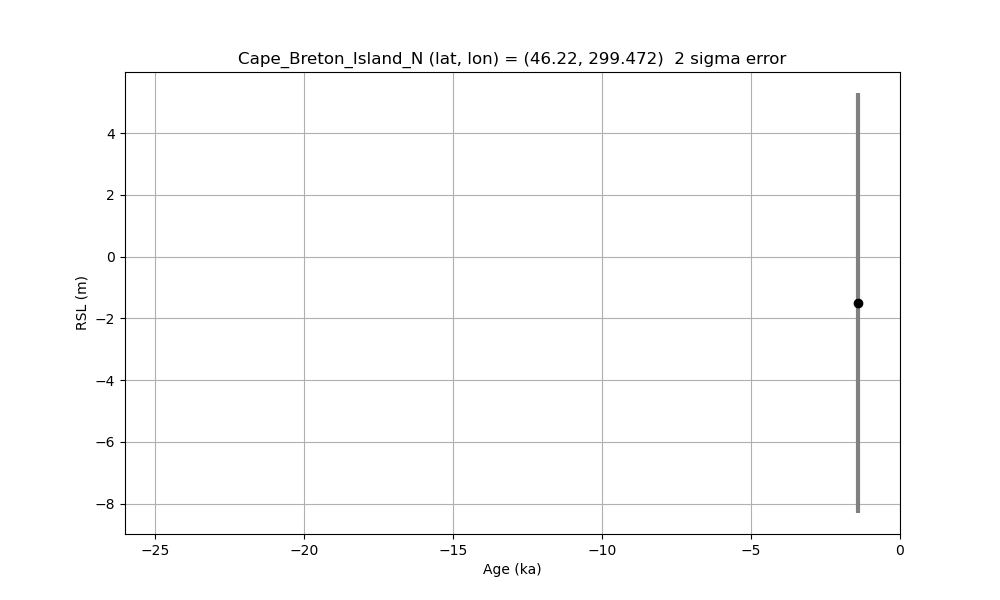 Cape_Breton_Island_N (lat, lon) = (46.22, 299.472)  2 sigma error
4
2
0
−2
−4
−6
−8
RSL (m)
−25 −20 −15 −10 −5 0
Age (ka)